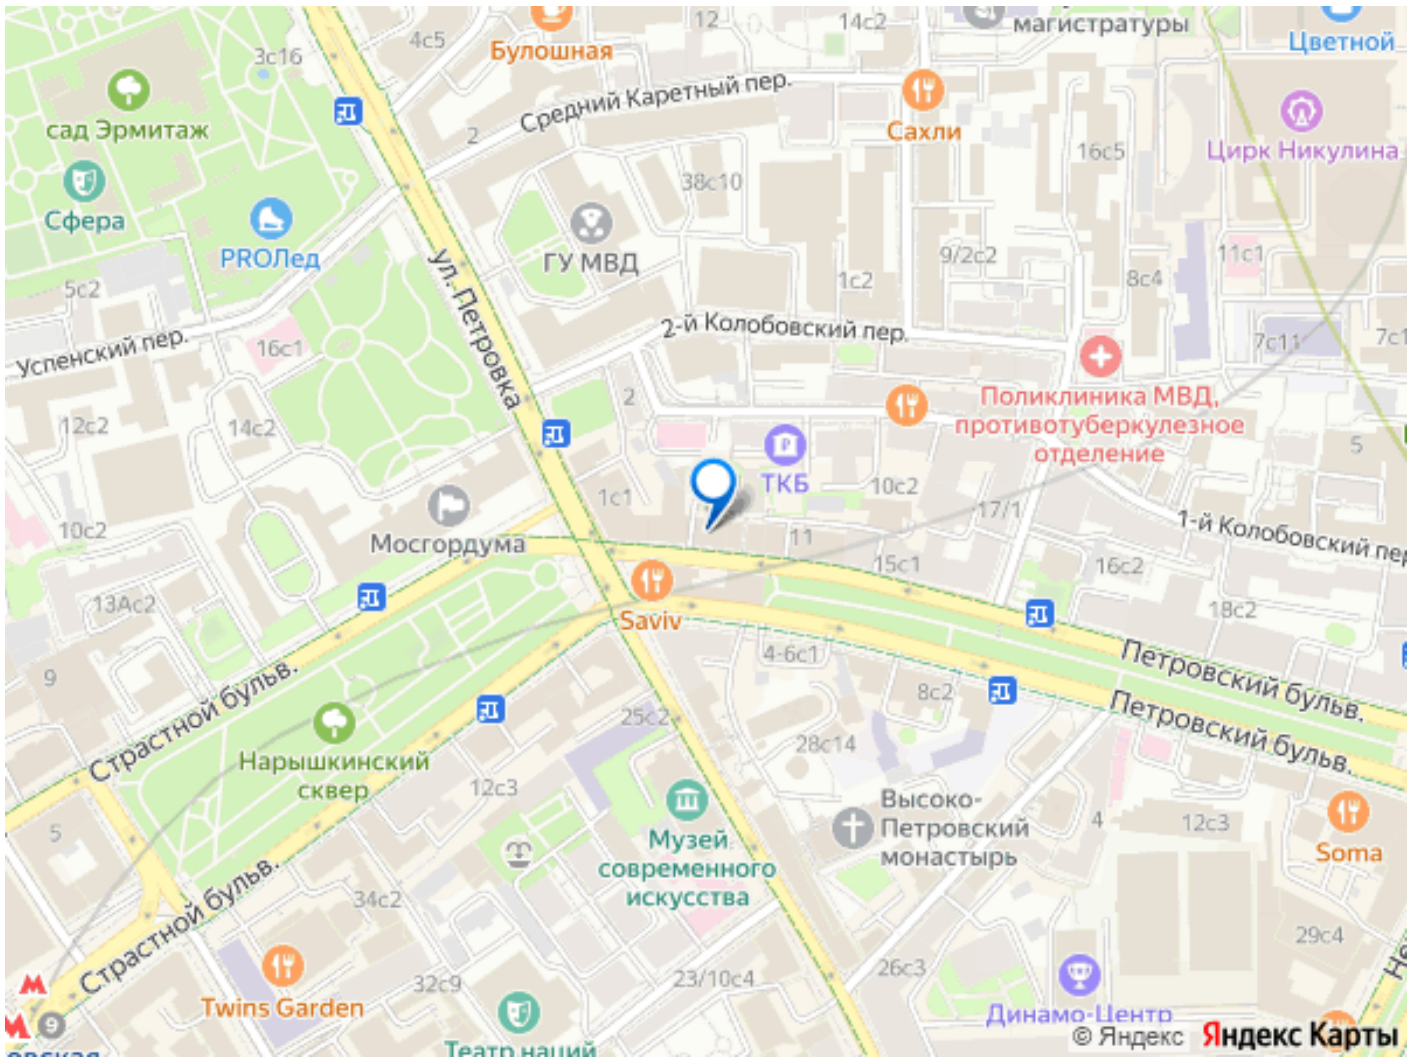 магистратуры
12
14с2
4с5
Булошная
Цветной
3с16
Средний Каретный пер.
сад Эрмитаж
2
Сахли
16с5
Цирк Никулина
38с10
Сфера
PROЛед
ГУ МВД
9/2с2
11с1
ул. Петровка
1с2
8с4
5с2
2-й Колобовский пер.
Успенский пер.
16с1
7с11
7с1
2
Поликлиника МВД,
противотуберкулезное
отделение
12с2
14с2
5
ТКБ
10с2
1с1
17/1
10с2
1-й Колобовский пер
Мосгордума
11
15с1
16с2
13Ас2
Saviv
18с2
4-6с1
Петровский бульв.
9
8с2
Страстной бульв.
Петровский бульв.
25с2
28с14
Нарышкинский
сквер
12с3
Высоко-
Петровский
монастырь
4
12с3
5
Музей
современного
искусства
Soma
34с2
Страстной бульв.
29с4
Не
26с3
23/10с4
32с9
Twins Garden
Динамо-Центр
9
овская
Театр наций
© Яндекс Яндекс Карты